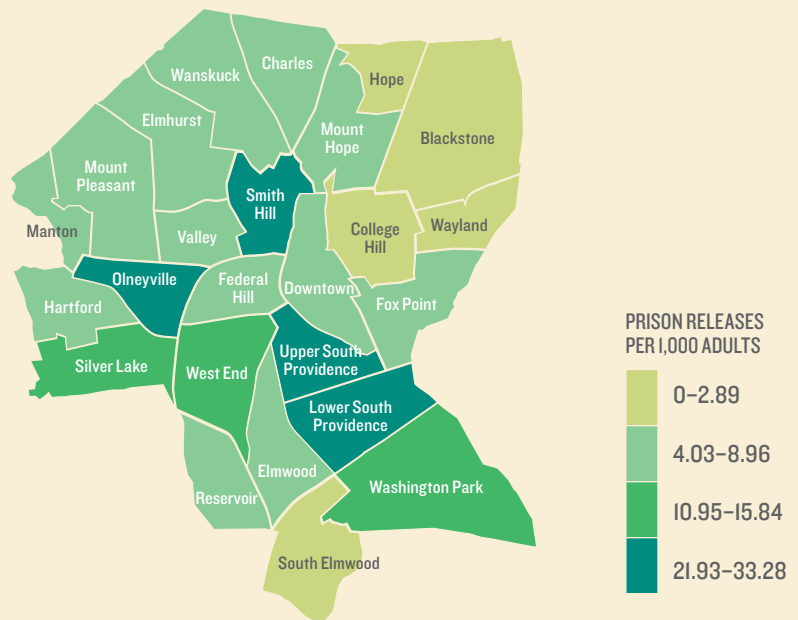 Charles
Wanskuck
Hope
Elmhurst
Mount
Hope
Blackstone
Mount
Pleasant
Smith
Hill
Manton
Valley
College
Hill
Wayland
Olneyville
Federal
Hill
Downtown
Fox Point
Hartford
Silver Lake
West End
Upper South
Providence
Lower South
Providence
Elmwood
Reservoir
Washington Park
South Elmwood
PRISON RELEASES
PER 1,000 ADULTS
0–2.89
4.03–8.96
10.95–15.84
21.93–33.28